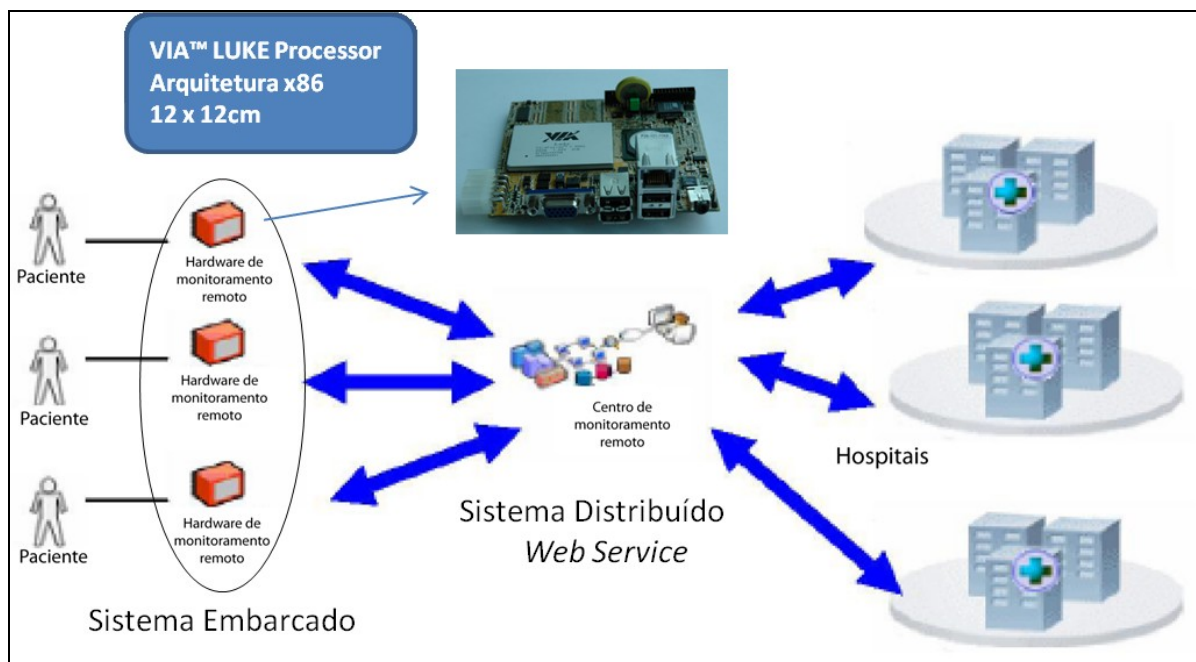 VIA™ LUKE Processor
Arquitetura x86
12 x 12cm
VIA
Paciente
Hardware de
monitoramento
remoto
Paciente
Hardware de
monitoramento
remoto
Paciente
Hardware de
monitoramento
remoto
Sistema Embarcado
Centro de
monitoramento
remoto
Sistema Distribuído
Web Service
Hospitais